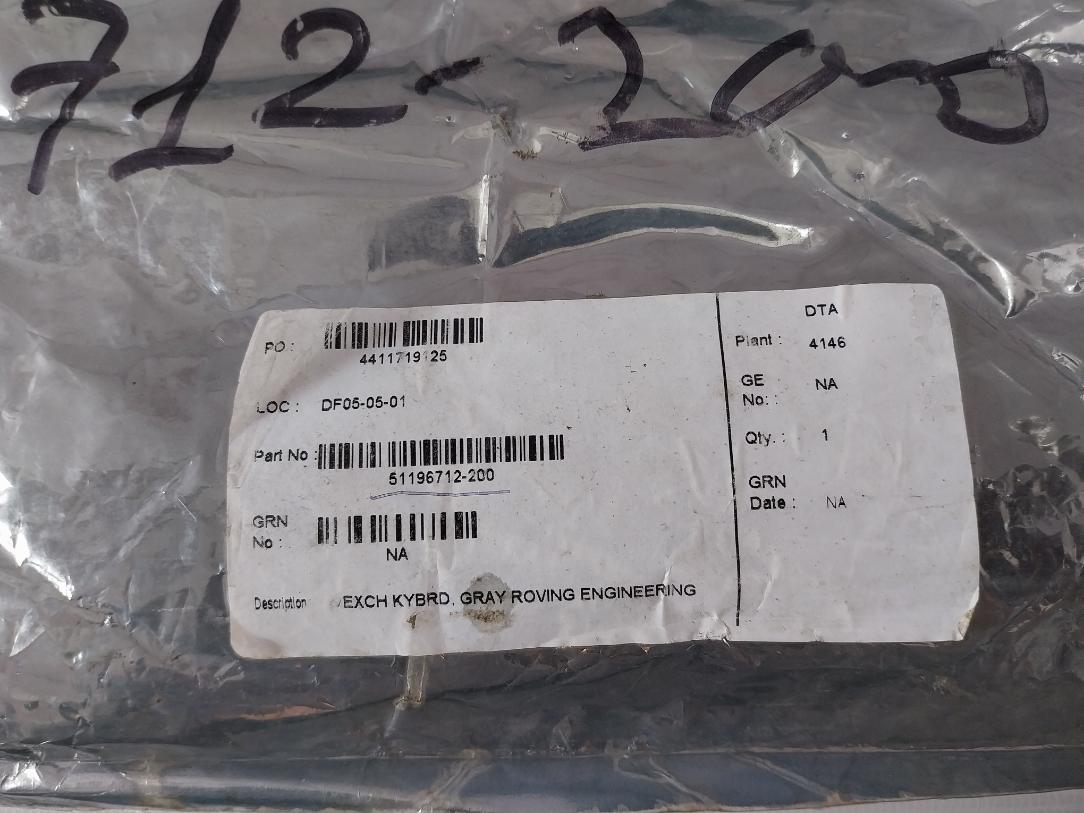 712-200
PO :
4411719125
LOC : DF05-05-01
Part No :
51196712-200
GRN
No :
NA
Description /EXCH KYBRD, GRAY ROVING ENGINEERING
DTA
Plant : 4146
GE
No: : NA
Qty. : 1
GRN
Date : NA